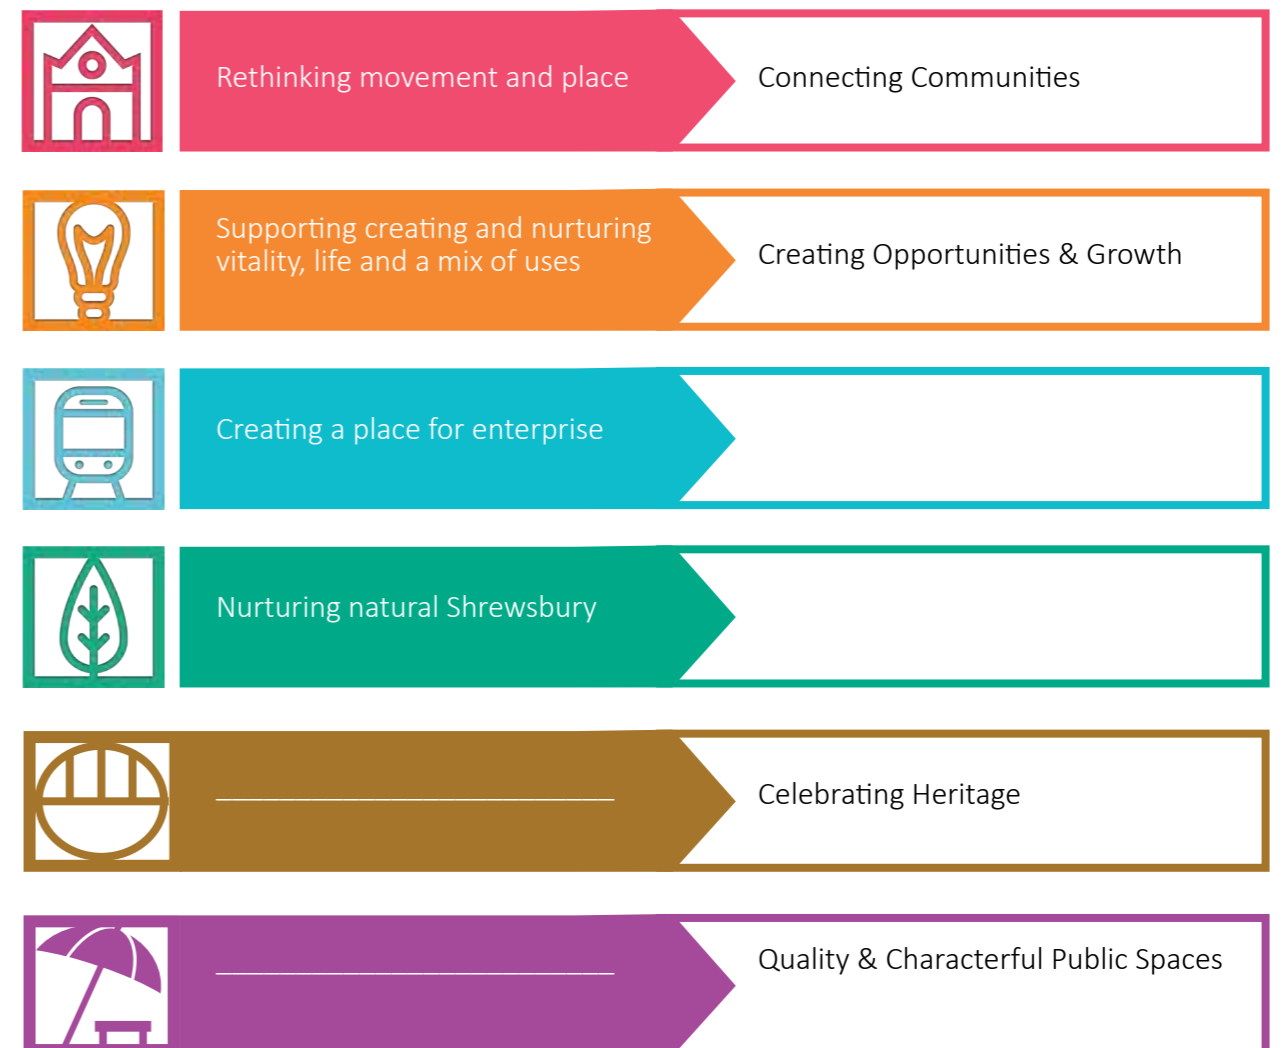 Rethinking movement and place
Connecting Communities
Supporting creating and nurturing
vitality, life and a mix of uses
Creating Opportunities & Growth
Creating a place for enterprise
Nurturing natural Shrewsbury
Celebrating Heritage
Quality & Characterful Public Spaces